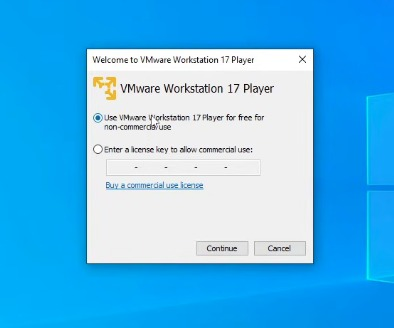 Welcome to VMware Workstation 17 Player
VMware Workstation 17 Player
Use VMware Workstation 17 Player for free for
non-commercial use
Enter a license key to allow commercial use:
- - - -
Buy a commercial use license
Continue Cancel